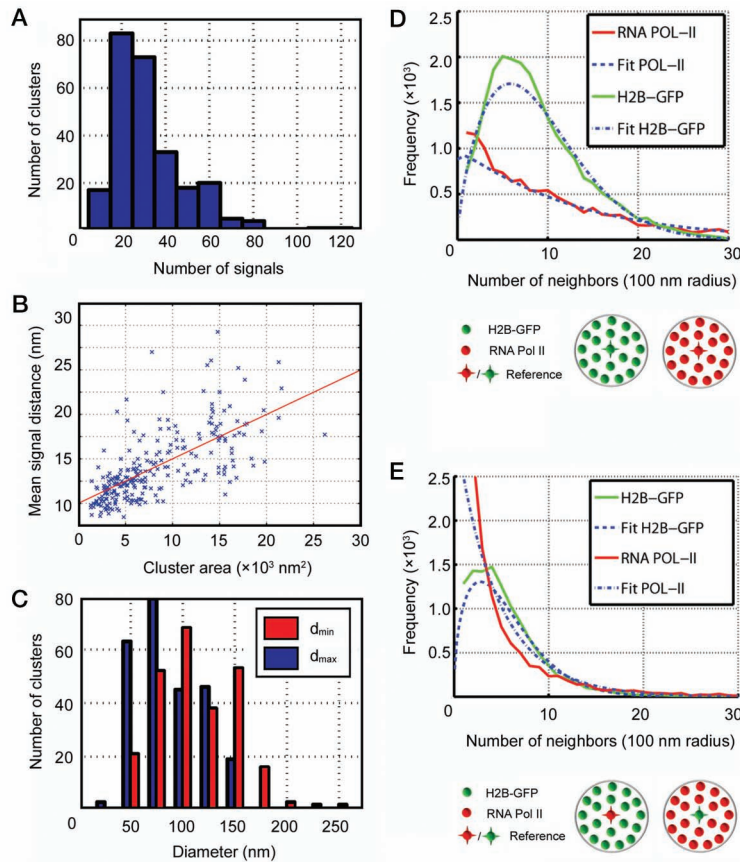 A
80
60
40
20
0
20
40
60
80
100
120
Number of clusters
Number of signals
B
30
25
20
15
10
0
5
10
15
20
25
30
Mean signal distance (nm)
Cluster area (×10³ nm²)
C
80
60
40
20
0
50
100
150
200
250
dmin
dmax
Number of clusters
Diameter (nm)
D
2.5
2.0
1.5
1.0
0.5
0
10
20
30
RNA POL–II
Fit POL–II
H2B–GFP
Fit H2B–GFP
Frequency (×10³)
Number of neighbors (100 nm radius)
H2B-GFP
RNA Pol II
/ Reference
E
2.5
2.0
1.5
1.0
0.5
0
10
20
30
H2B–GFP
Fit H2B–GFP
RNA POL–II
Fit POL–II
Frequency (×10³)
Number of neighbors (100 nm radius)
H2B-GFP
RNA Pol II
/ Reference